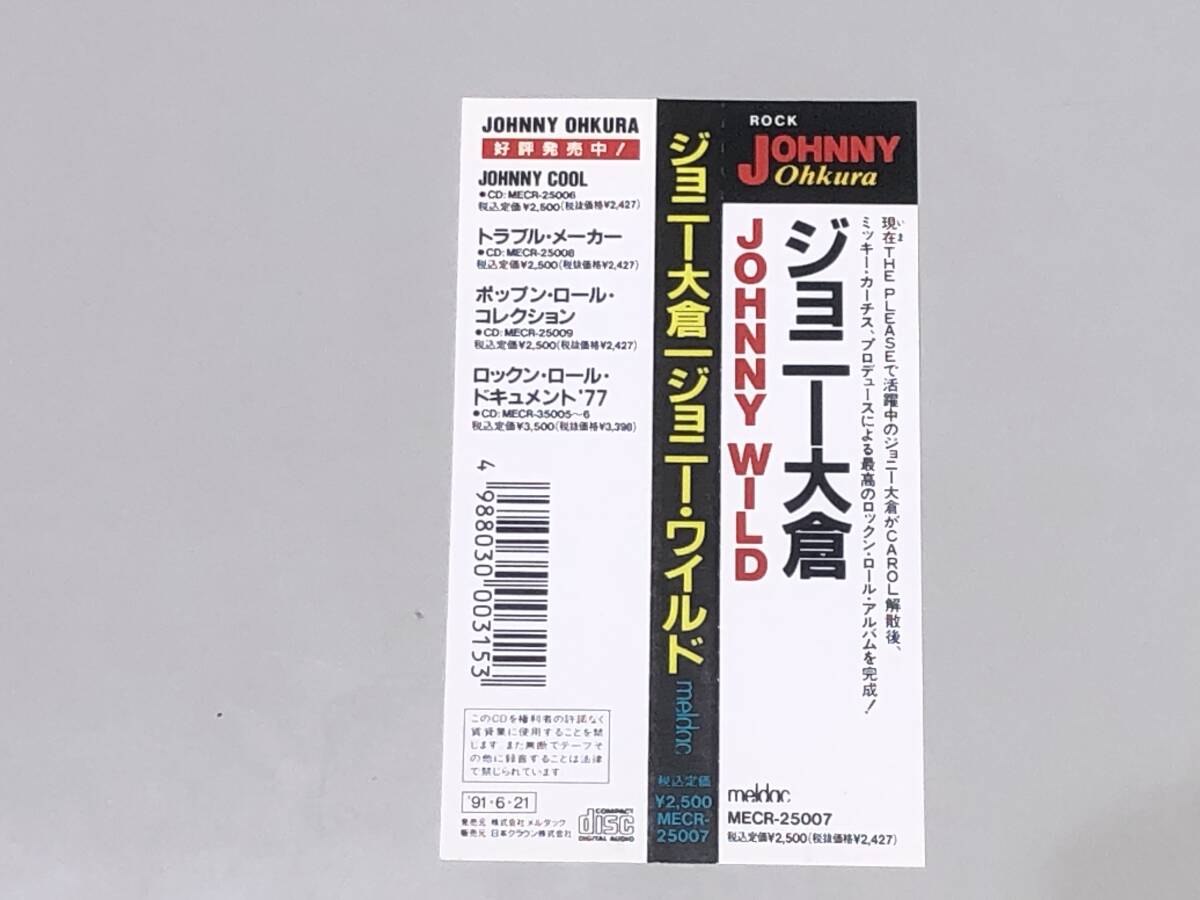 JOHNNY OHKURA
好評発売中!
JOHNNY COOL
●CD: MECR-25006
税込定価¥2,500(税抜価格¥2,427)
トラブル・メーカー
●CD: MECR-25008
税込定価¥2,500(税抜価格¥2,427)
ポップン・ロール・
コレクション
●CD: MECR-25009
税込定価¥2,500(税抜価格¥2,427)
ロックン・ロール・
ドキュメント'77
●CD: MECR-35005〜6
税込定価¥3,500(税抜価格¥3,398)
4 988030 003153
このCDを権利者の許諾なく
賃貸業に使用することを禁
じます。また無断でテープそ
の他に録音することは法律
で禁じられています。
'91・6・21
発売元 株式会社メルダック
販売元 日本クラウン株式会社
COMPACT
disc
DIGITAL AUDIO
ジョニー大倉|ジョニー・ワイルド
meldac
税込定価
¥2,500
MECR-
25007
ROCK
JOHNNY
Ohkura
現在いまTHE PLEASEで活躍中のジョニー大倉がCAROL解散後、
ミッキー・カーチス、プロデュースによる最高のロックン・ロール・アルバムを完成!
ジョニー大倉
JOHNNY WILD
meldac
MECR-25007
税込定価¥2,500(税抜価格¥2,427)